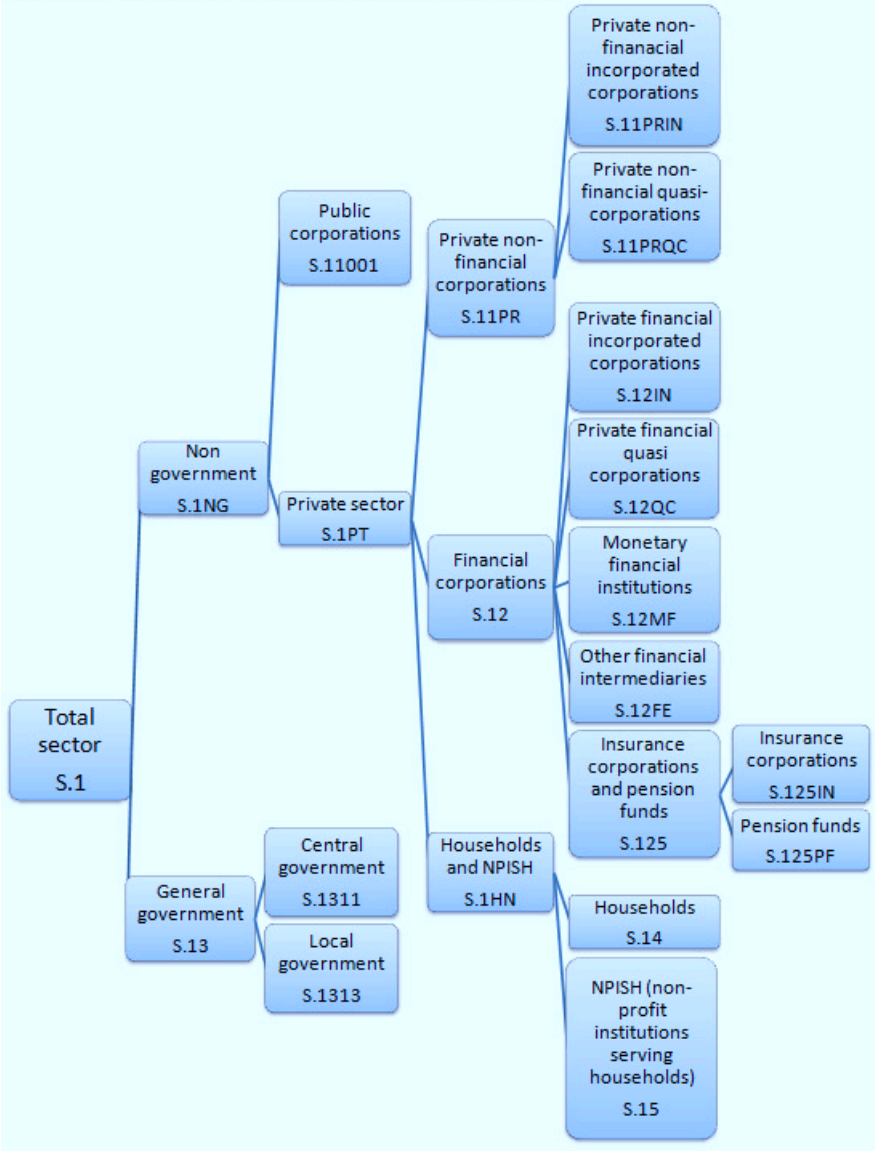 Private non-
finanacial
incorporated
corporations
S.11PRIN
Private non-
financial quasi-
corporations
S.11PRQC
Public
corporations
S.11001
Private non-
financial
corporations
S.11PR
Private financial
incorporated
corporations
S.12IN
Private financial
quasi
corporations
S.12QC
Non
government
S.1NG
Private sector
S.1PT
Financial
corporations
S.12
Monetary
financial
institutions
S.12MF
Other financial
intermediaries
S.12FE
Total
sector
S.1
Insurance
corporations
and pension
funds
S.125
Insurance
corporations
S.125IN
Pension funds
S.125PF
General
government
S.13
Central
government
S.1311
Local
government
S.1313
Households
and NPISH
S.1HN
Households
S.14
NPISH (non-
profit
institutions
serving
households)
S.15